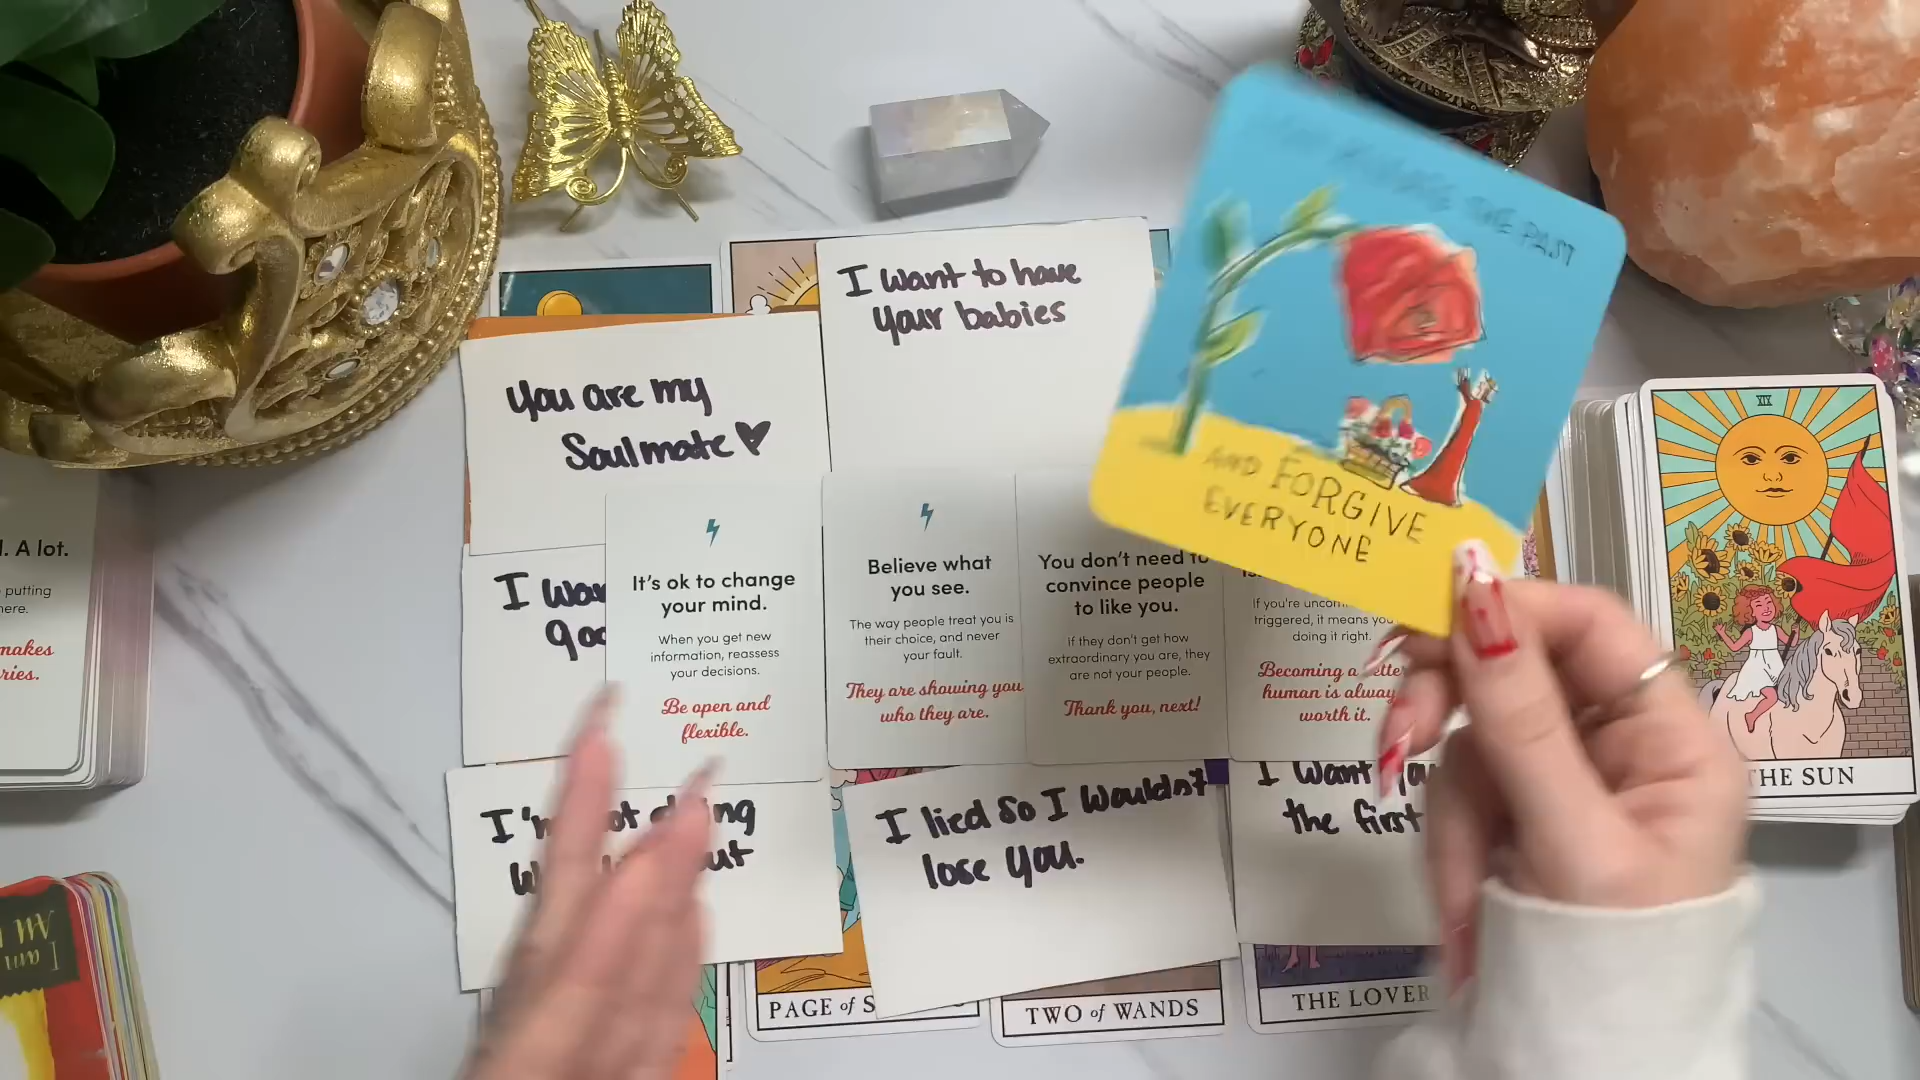 I want to have
your babies
THE PAST
AND FORGIVE
EVERYONE
You are my
Soulmate
. A lot.
putting
here.
makes
ries.
It's ok to change
your mind.
When you get new
information, reassess
your decisions.
Be open and
flexible.
Believe what
you see.
The way people treat you is
their choice, and never
your fault.
They are showing you
who they are.
You don't need to
convince people
to like you.
If they don't get how
extraordinary you are, they
are not your people.
Thank you, next!
If you're
triggered, it means you
doing it right.
Becoming a better
human is always
worth it.
XIX
THE SUN
I
I lied so I wouldn't
lose you.
I want
the first
I am
PAGE of S
TWO of WANDS
THE LOVER